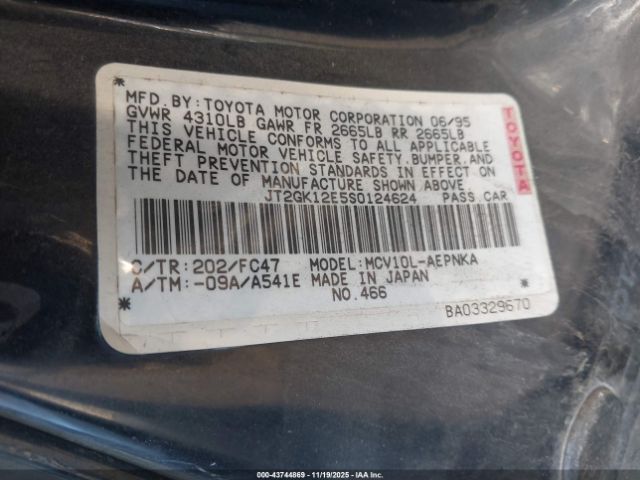 MFD.BY:TOYOTA MOTOR CORPORATION 06/95
GVWR 4310LB GAWR FR 2665LB RR 2665LB
THIS VEHICLE CONFORMS TO ALL APPLICABLE
FEDERAL MOTOR VEHICLE SAFETY,BUMPER,AND
THEFT PREVENTION STANDARDS IN EFFECT ON
THE DATE OF MANUFACTURE SHOWN ABOVE.
JT2GK12E5S0124624 PASS.CAR
TOYOTA
C/TR:202/FC47 MODEL:MCV10L-AEPNKA
A/TM:-09A/A541E MADE IN JAPAN
NO.466
BA03329670
© - 43744869 - 11/19/2025 - IAAI.COM